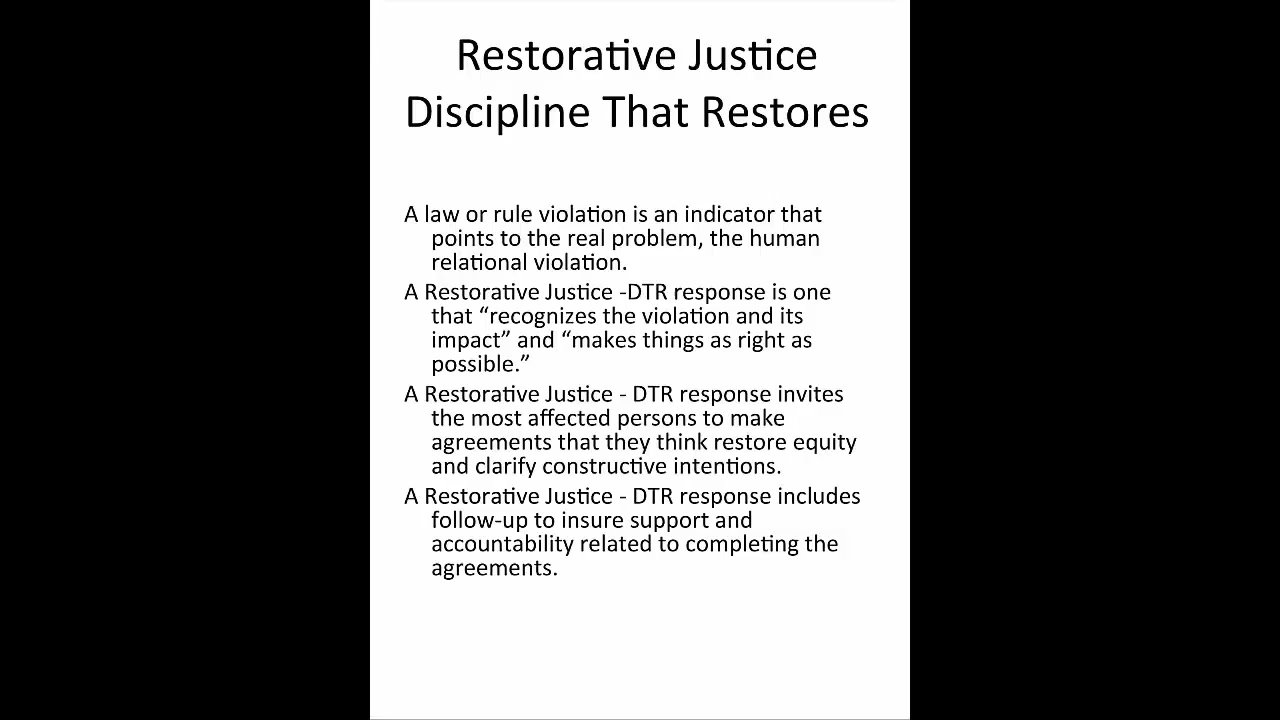 Restorative Justice
Discipline That Restores
A law or rule violation is an indicator that
points to the real problem, the human
relational violation.
A Restorative Justice -DTR response is one
that “recognizes the violation and its
impact” and “makes things as right as
possible.”
A Restorative Justice - DTR response invites
the most affected persons to make
agreements that they think restore equity
and clarify constructive intentions.
A Restorative Justice - DTR response includes
follow-up to insure support and
accountability related to completing the
agreements.